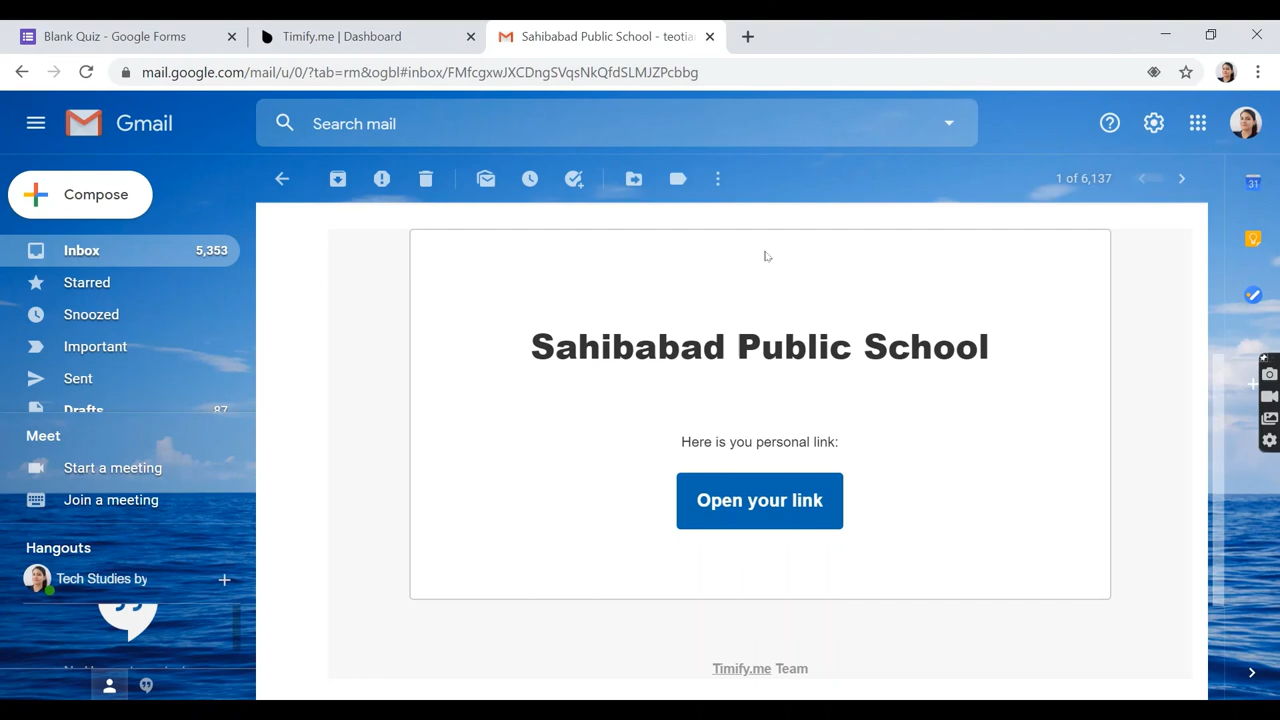 Blank Quiz - Google Forms
Timify.me | Dashboard
Sahibabad Public School - teotia
mail.google.com/mail/u/0/?tab=rm&ogbl#inbox/FMfcgxwJXCDngSVqsNkQfdSLMJZPcbbg
Gmail
Search mail
Compose
1 of 6,137
31
Inbox 5,353
Starred
Snoozed
Important
Sent
Drafts 87
Meet
Start a meeting
Join a meeting
Hangouts
Tech Studies by
Sahibabad Public School
Here is you personal link:
Open your link
Timify.me Team